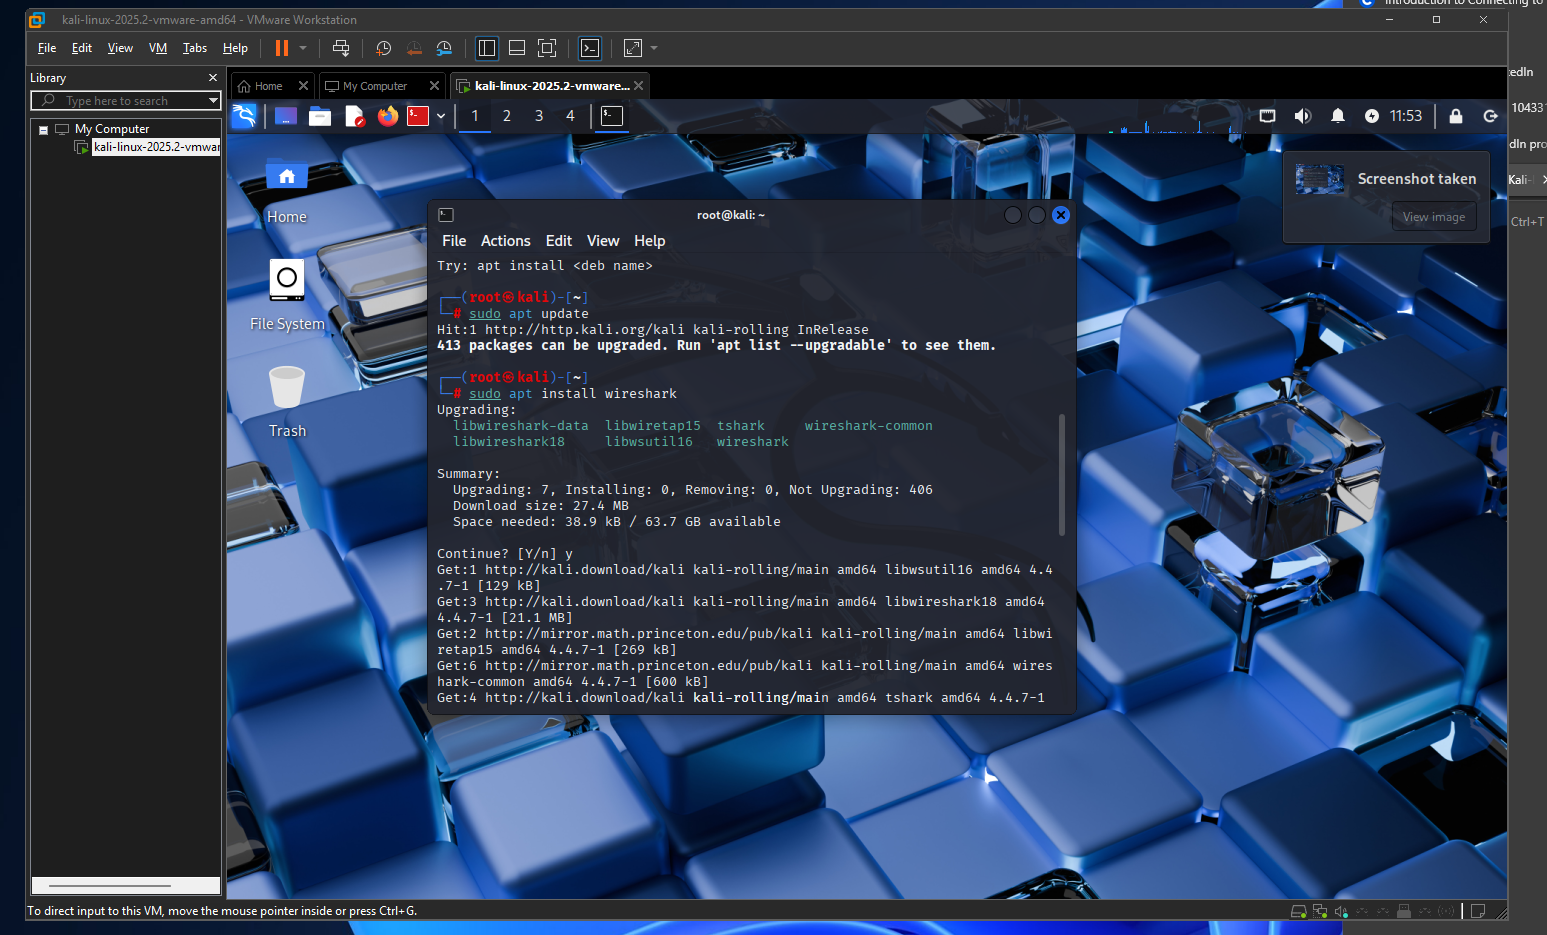 Introduction to Connecting to
kali-linux-2025.2-vmware-amd64 - VMware Workstation
File Edit View VM Tabs Help
Library
Type here to search
My Computer
kali-linux-2025.2-vmwar
Home
My Computer
kali-linux-2025.2-vmware...
1 2 3 4
11:53
Home
File System
Trash
Screenshot taken
View image
edIn
10433
dIn pro
Kali-
Ctrl+T
root@kali: ~
File Actions Edit View Help
Try: apt install <deb name>
┌──(root㉿kali)-[~]
└─# sudo apt update
Hit:1 http://http.kali.org/kali kali-rolling InRelease
413 packages can be upgraded. Run 'apt list --upgradable' to see them.
┌──(root㉿kali)-[~]
└─# sudo apt install wireshark
Upgrading:
libwireshark-data libwiretap15 tshark wireshark-common
libwireshark18 libwsutil16 wireshark
Summary:
Upgrading: 7, Installing: 0, Removing: 0, Not Upgrading: 406
Download size: 27.4 MB
Space needed: 38.9 kB / 63.7 GB available
Continue? [Y/n] y
Get:1 http://kali.download/kali kali-rolling/main amd64 libwsutil16 amd64 4.4
.7-1 [129 kB]
Get:3 http://kali.download/kali kali-rolling/main amd64 libwireshark18 amd64
4.4.7-1 [21.1 MB]
Get:2 http://mirror.math.princeton.edu/pub/kali kali-rolling/main amd64 libwi
retap15 amd64 4.4.7-1 [269 kB]
Get:6 http://mirror.math.princeton.edu/pub/kali kali-rolling/main amd64 wires
hark-common amd64 4.4.7-1 [600 kB]
Get:4 http://kali.download/kali kali-rolling/main amd64 tshark amd64 4.4.7-1
To direct input to this VM, move the mouse pointer inside or press Ctrl+G.